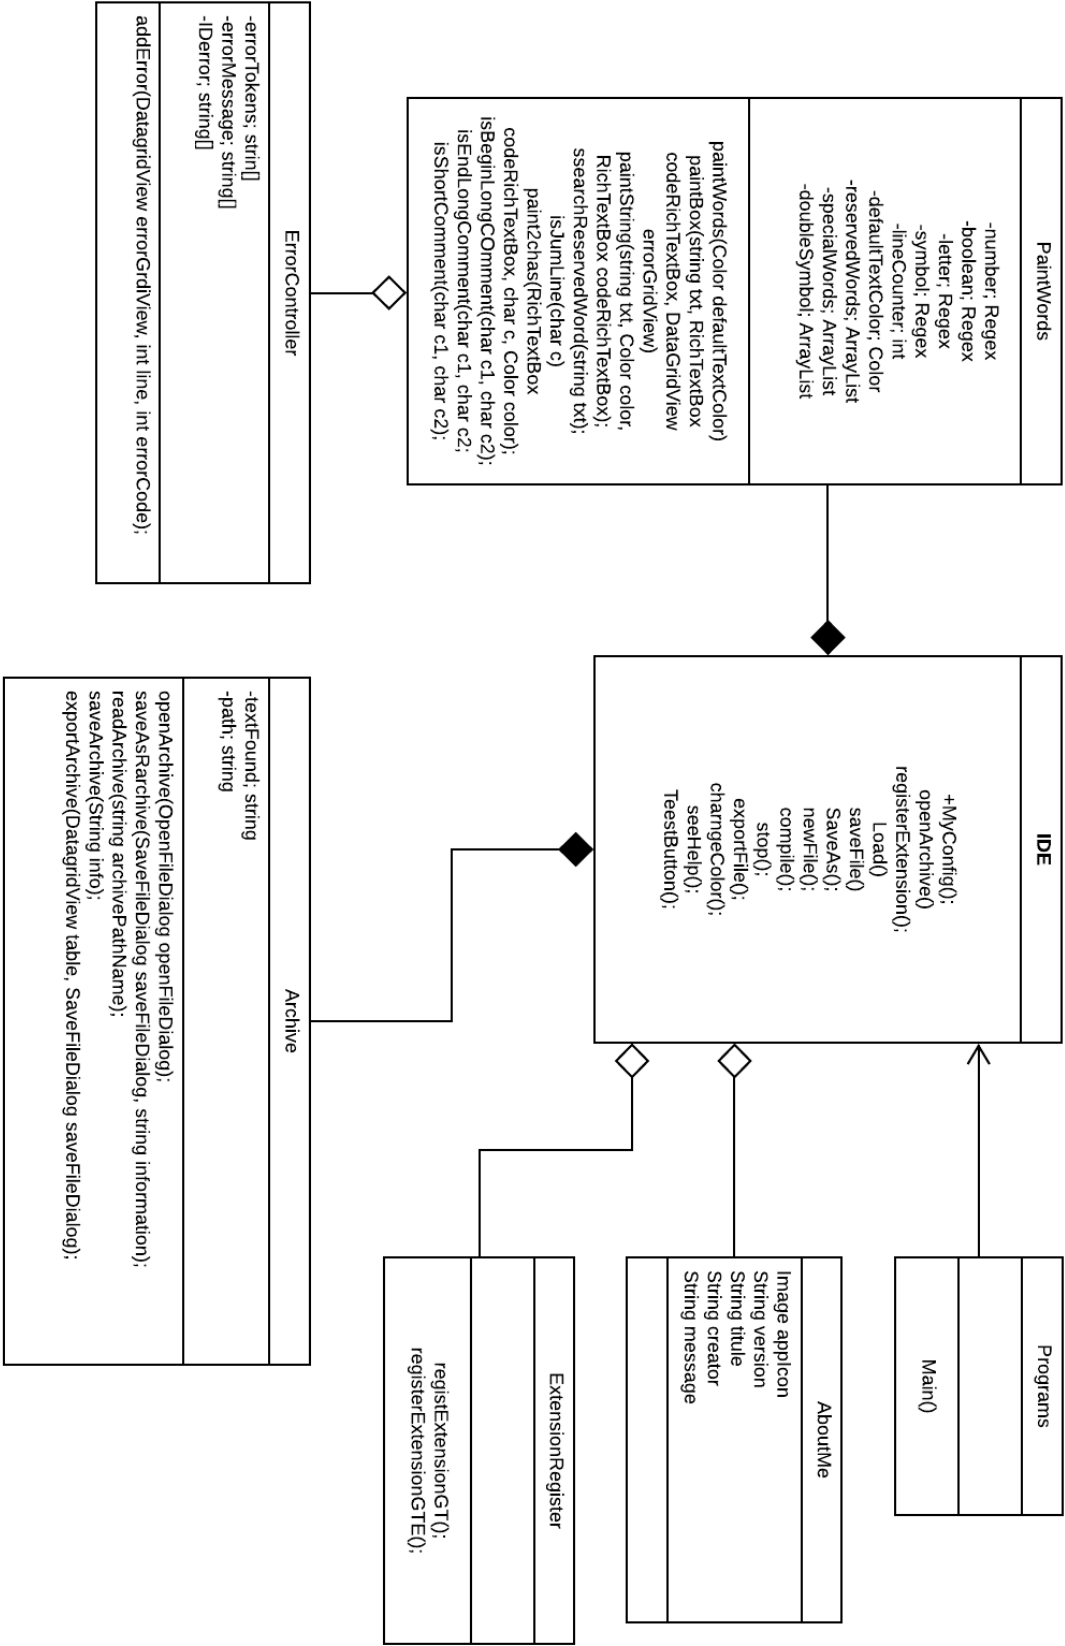 PaintWords
-number; Regex
-boolean; Regex
-letter; Regex
-symbol; Regex
-lineCounter; int
-defaultTextColor; Color
-reservedWords; ArrayList
-specialWords; ArrayList
-doubleSymbol; ArrayList
paintWords(Color defaultTextColor)
paintBox(string txt, RichTextBox
codeRichTextBox, DataGridView
errorGridView)
paintString(string txt, Color color,
RichTextBox codeRichTextBox);
ssearchReservedWord(string txt);
isJumLine(char c)
paint2chas(RichTextBox
codeRichTextBox, char c, Color color);
isBeginLongCOmment(char c1, char c2);
isEndLongComment(char c1, char c2;
isShortComment(char c1, char c2);
IDE
+MyConfig();
openArchive()
registerExtension();
Load()
saveFile()
SaveAs();
newFile();
compile();
stop();
exportFile();
charngeColor();
seeHelp();
TeestButton();
Programs
Main()
AboutMe
Image appIcon
String version
String titule
String creator
String message
ExtensionRegister
registExtensionGT();
registerExtensionGTE();
ErrorController
-errorTokens; strin[]
-errorMessage; string[]
-IDerror; string[]
addError(DatagridView errorGrdiView, int line, int errorCode);
Archive
-textFound; string
-path; string
openArchive(OpenFileDialog openFileDialog);
saveAsRarchive(SaveFileDialog saveFileDialog, string information);
readArchive(string archivePathName);
saveArchive(String info);
exportArchive(DatagridView table, SaveFileDialog saveFileDialog);